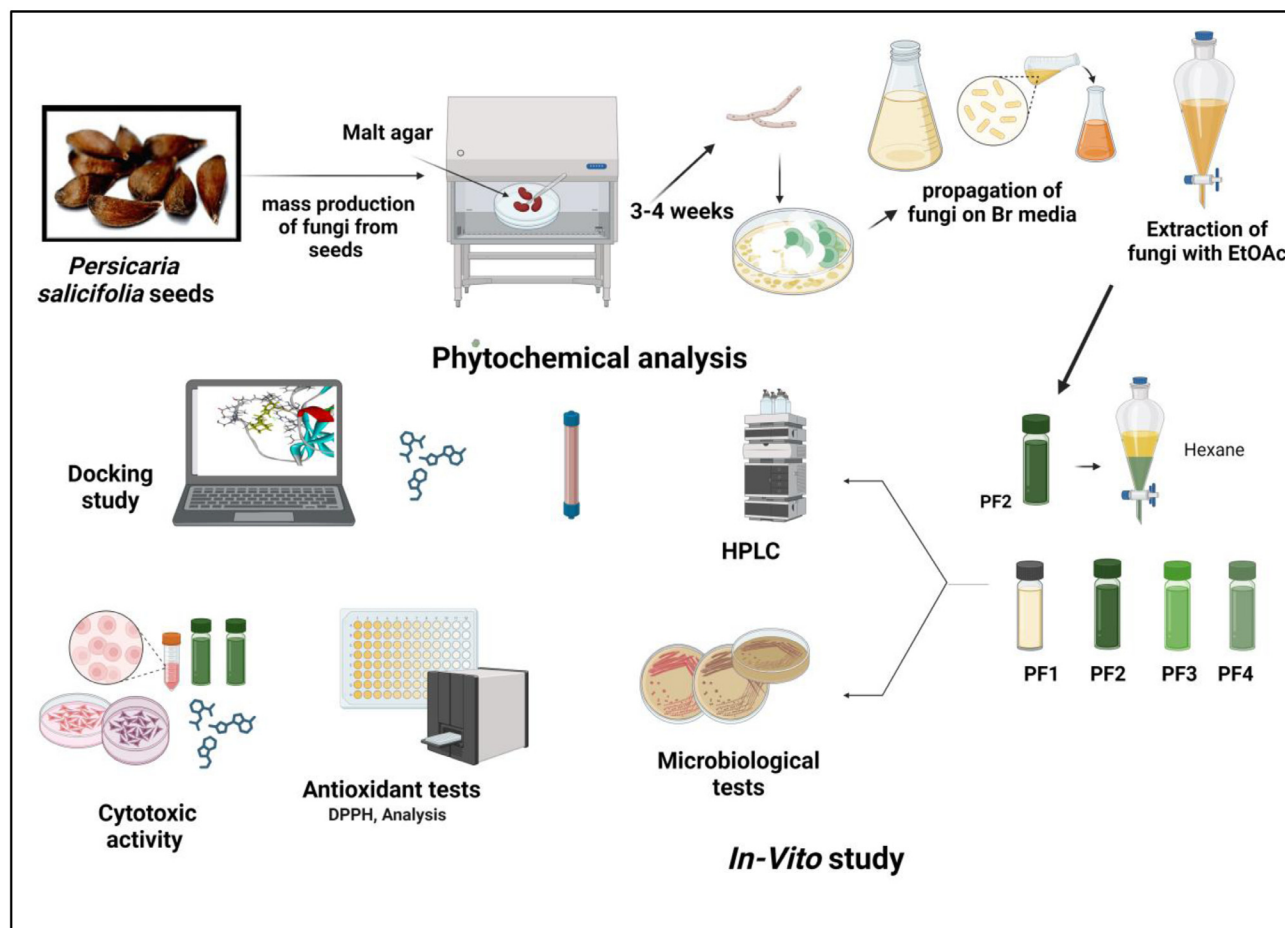 Malt agar
mass production
of fungi from
seeds
Persicaria
salicifolia seeds
3-4 weeks
propagation of
fungi on Br media
Extraction of
fungi with EtOAc
Phytochemical analysis
Docking
study
HPLC
PF2
Hexane
PF1 PF2 PF3 PF4
Cytotoxic
activity
Antioxidant tests
DPPH, Analysis
Microbiological
tests
In-Vito study